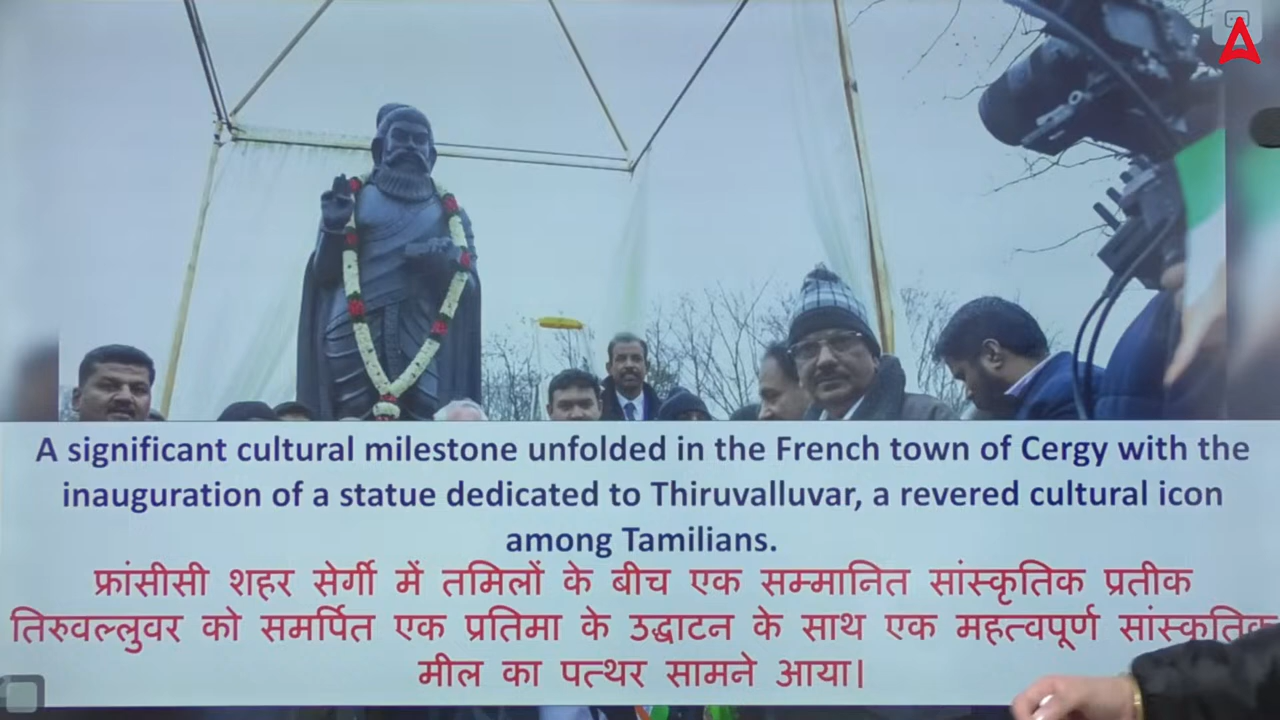 A significant cultural milestone unfolded in the French town of Cergy with the
inauguration of a statue dedicated to Thiruvalluvar, a revered cultural icon
among Tamilians.
फ्रांसीसी शहर सेर्गी में तमिलों के बीच एक सम्मानित सांस्कृतिक प्रतीक
तिरुवल्लुवर को समर्पित एक प्रतिमा के उद्घाटन के साथ एक महत्वपूर्ण सांस्कृतिक
मील का पत्थर सामने आया।